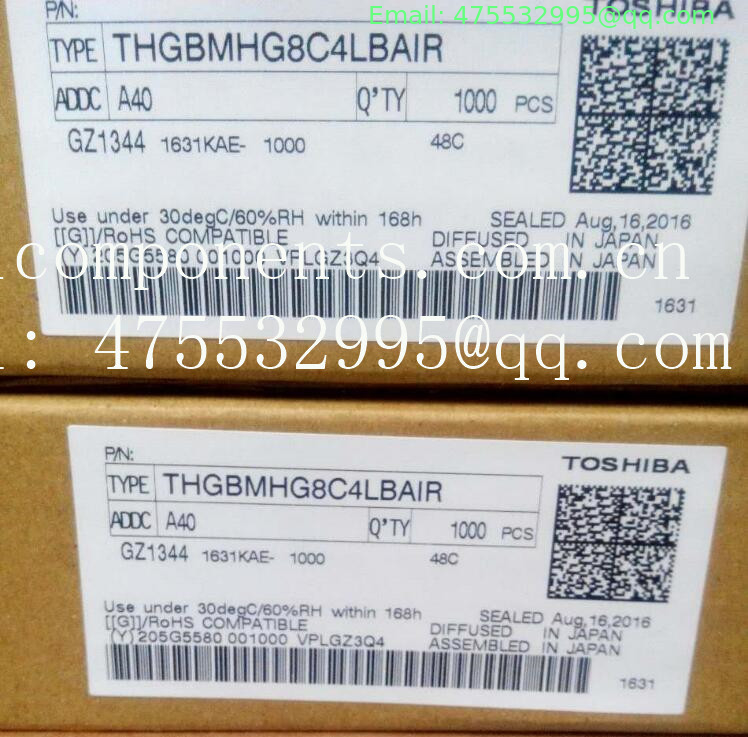 Email: 475532995@qq.com
P/N:
TOSHIBA
TYPE THGBMHG8C4LBAIR
ADDC A40 Q'TY 1000 PCS
GZ1344 1631KAE- 1000 48C
Use under 30degC/60%RH within 168h SEALED Aug,16,2016
[[G]]/RoHS COMPATIBLE DIFFUSED IN JAPAN
(Y)205G5580 001000 VPLGZ3Q4 ASSEMBLED IN JAPAN
components.com.cn
1631
: 475532995@qq.com
P/N:
TOSHIBA
TYPE THGBMHG8C4LBAIR
ADDC A40 Q'TY 1000 PCS
GZ1344 1631KAE- 1000 48C
Use under 30degC/60%RH within 168h SEALED Aug,16,2016
[[G]]/RoHS COMPATIBLE DIFFUSED IN JAPAN
(Y)205G5580 001000 VPLGZ3Q4 ASSEMBLED IN JAPAN
1631